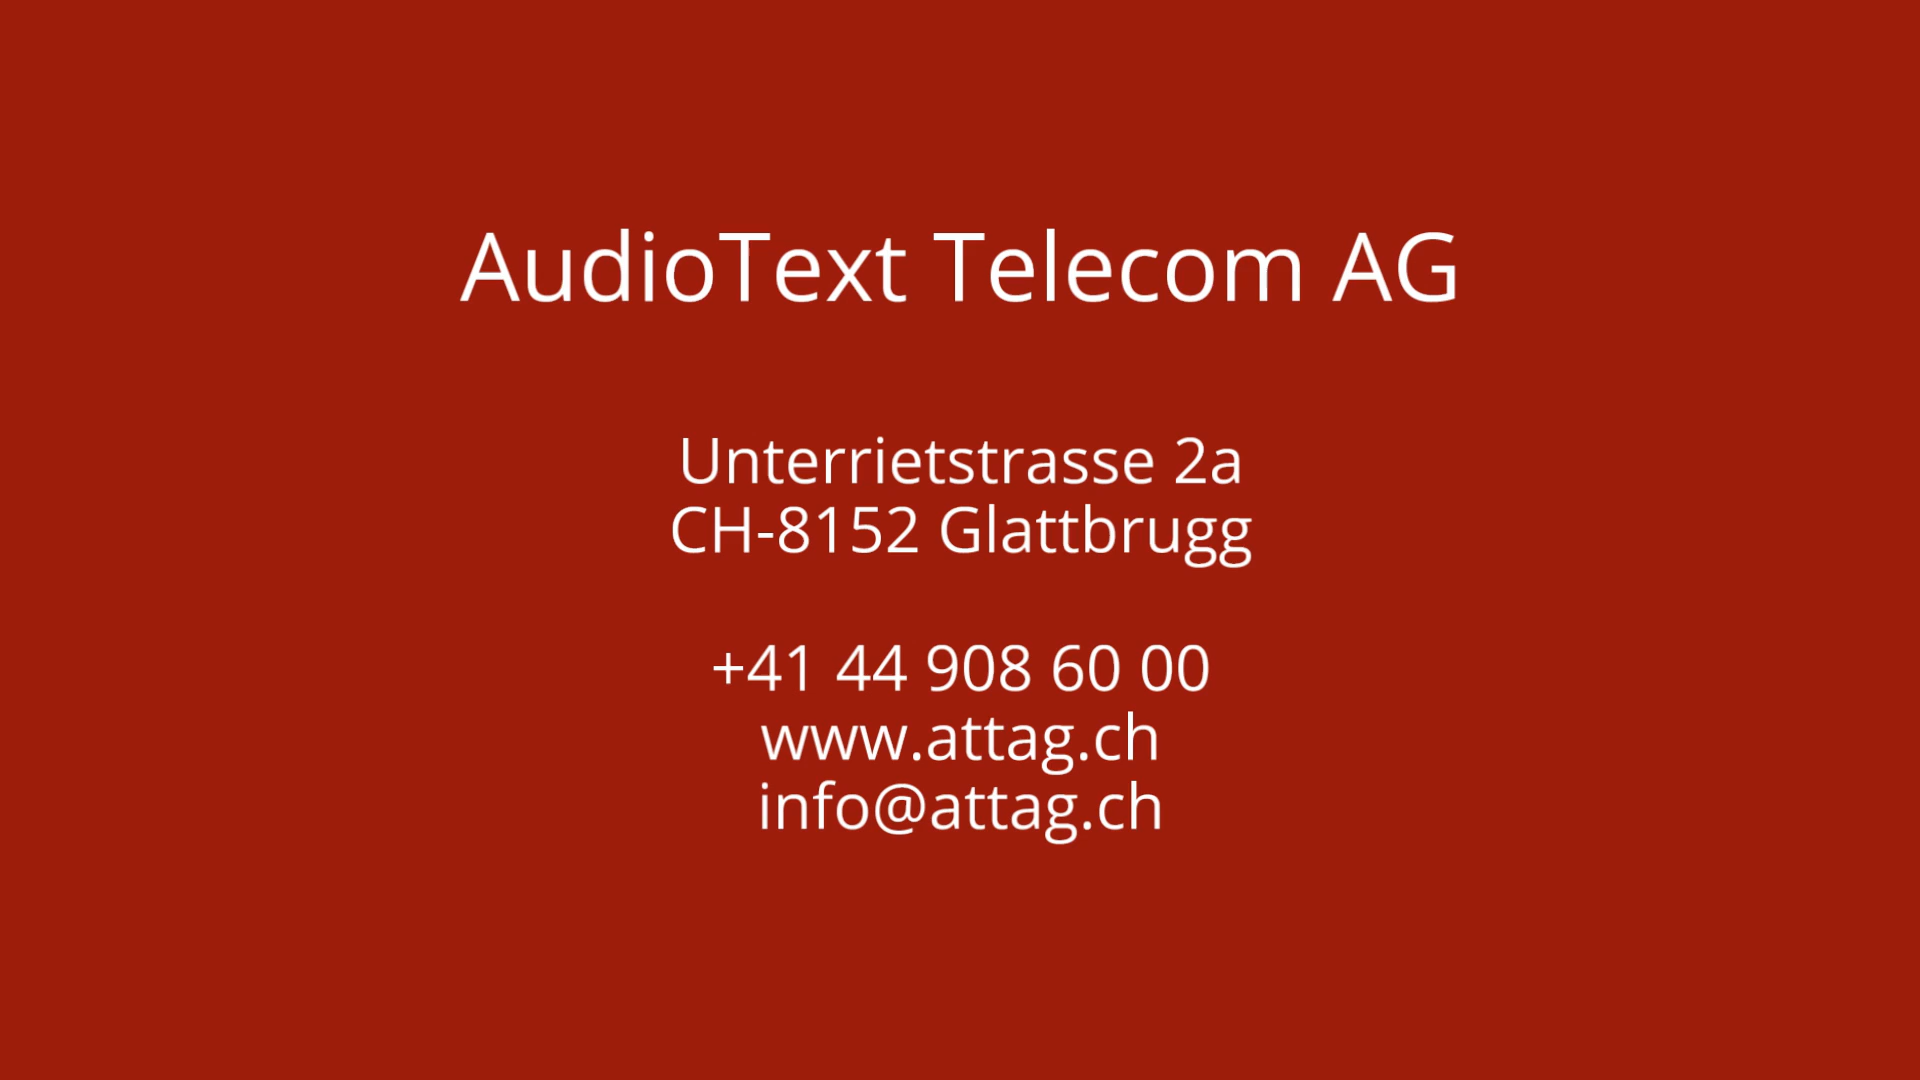 AudioText Telecom AG
Unterrietstrasse 2a
CH-8152 Glattbrugg
+41 44 908 60 00
www.attag.ch
info@attag.ch